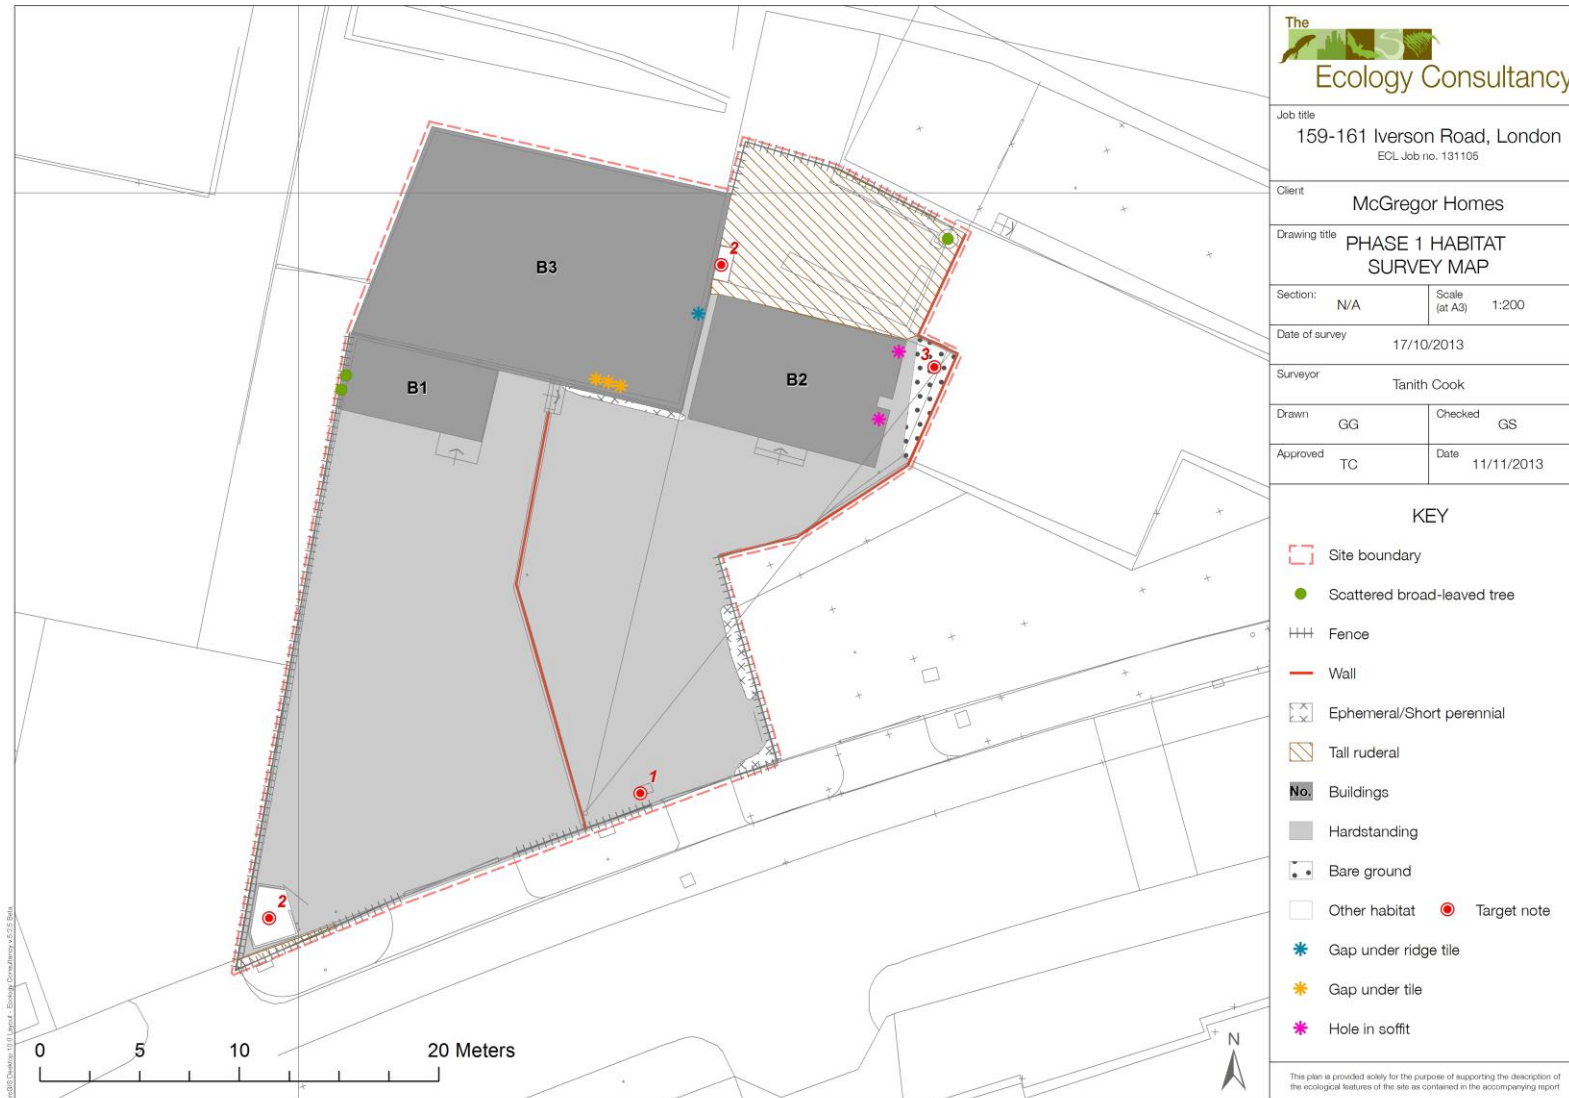 B3
B1
B2
2
3
1
2
0 5 10 20 Meters
N
The
Ecology Consultancy
Job title
159-161 Iverson Road, London
ECL Job no. 131105
Client
McGregor Homes
Drawing title
PHASE 1 HABITAT
SURVEY MAP
Section:
N/A
Scale
(at A3)
1:200
Date of survey
17/10/2013
Surveyor
Tanith Cook
Drawn
GG
Checked
GS
Approved
TC
Date
11/11/2013
KEY
Site boundary
Scattered broad-leaved tree
Fence
Wall
Ephemeral/Short perennial
Tall ruderal
No. Buildings
Hardstanding
Bare ground
Other habitat
Target note
Gap under ridge tile
Gap under tile
Hole in soffit
This plan is provided solely for the purpose of supporting the description of
the ecological features of the site as contained in the accompanying report